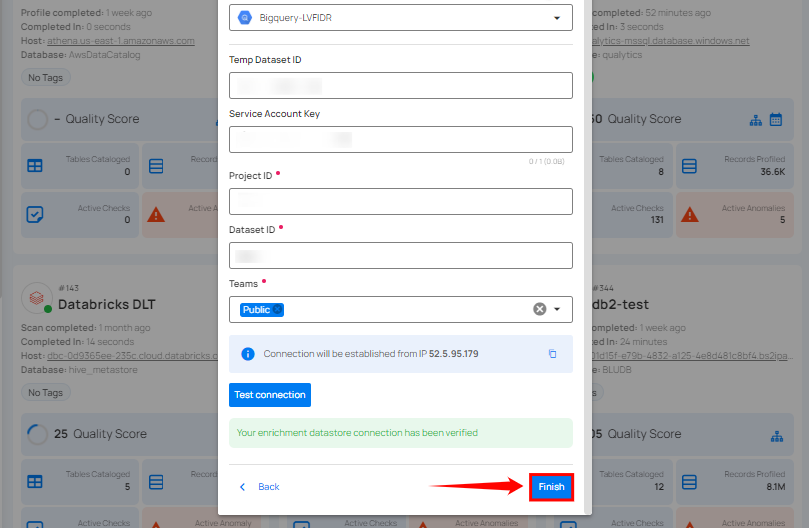 Profile completed: 1 week ago
Completed In: 0 seconds
Host: athena.us-east-1.amazonaws.com
Database: AwsDataCatalog
No Tags
– Quality Score
Tables Cataloged
0
Records
Active Checks
0
Active A
#143
Databricks DLT
Scan completed: 1 month ago
Completed In: 14 seconds
Host: dbc-0d9365ee-235c.cloud.databricks.c
Database: hive_metastore
No Tags
25 Quality Score
Tables Cataloged
5
Records
Active Checks
Active Anomaly
Bigquery-LVFIDR
Temp Dataset ID
Service Account Key
0 / 1 (0.0B)
Project ID
Dataset ID
Teams
Public
Connection will be established from IP 52.5.95.179
Test connection
Your enrichment datastore connection has been verified
Back
Finish
52 minutes ago
ed In: 3 seconds
alytics-mssql.database.windows.net
e: qualytics
60 Quality Score
Tables Cataloged
8
Records Profiled
36.6K
Active Checks
131
Active Anomalies
5
#344
db2-test
1 week ago
ed In: 24 minutes
01d15f-e79b-4832-a125-4e8d481c8bf4.bs2ipa...
e: BLUDB
05 Quality Score
Tables Cataloged
12
Records Profiled
8.1M
Active Checks
Active Anomalies